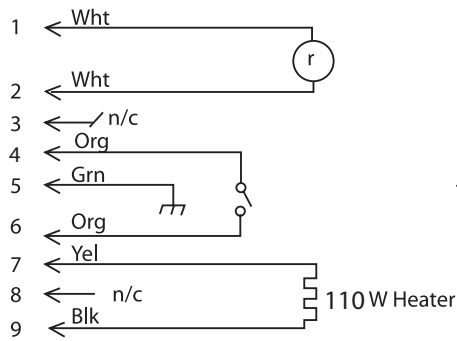 1 Wht
r
2 Wht
3 n/c
4 Org
5 Grn
6 Org
7 Yel
8 n/c
110 W Heater
9 Blk